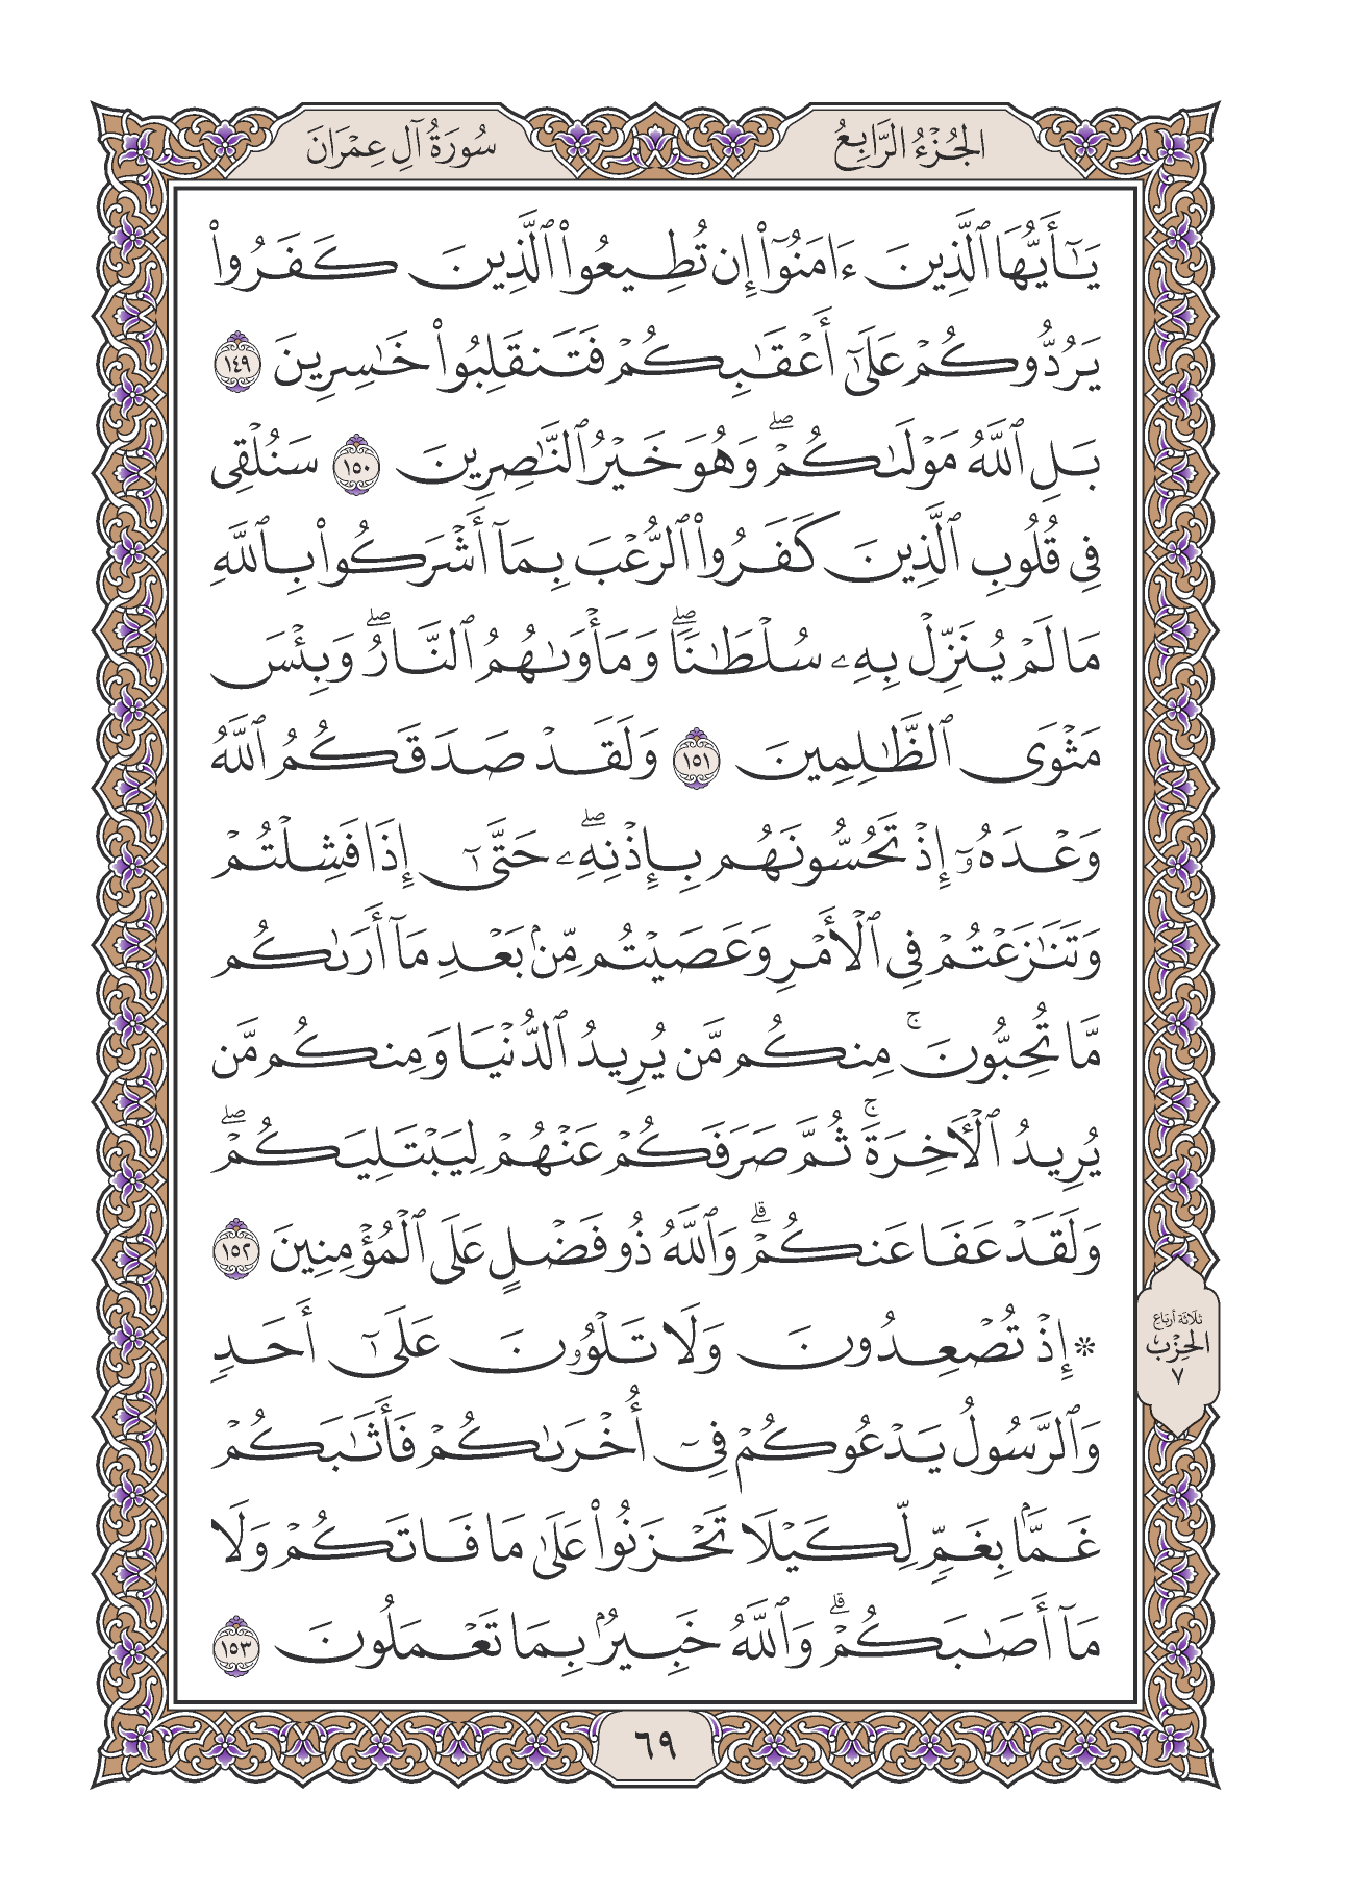 الجُزْءُ الرَّابِعُ
سُورَةُ آلِ عِمْرَانَ
يَـٰٓأَيُّهَا ٱلَّذِينَ ءَامَنُوٓا۟ إِن تُطِيعُوا۟ ٱلَّذِينَ كَفَرُوا۟
يَرُدُّوكُمْ عَلَىٰٓ أَعْقَـٰبِكُمْ فَتَنقَلِبُوا۟ خَـٰسِرِينَ ١٤٩
بَلِ ٱللَّهُ مَوْلَىٰكُمْ ۖ وَهُوَ خَيْرُ ٱلنَّـٰصِرِينَ ١٥٠ سَنُلْقِى
فِى قُلُوبِ ٱلَّذِينَ كَفَرُوا۟ ٱلرُّعْبَ بِمَآ أَشْرَكُوا۟ بِٱللَّهِ
مَا لَمْ يُنَزِّلْ بِهِۦ سُلْطَـٰنًا ۖ وَمَأْوَىٰهُمُ ٱلنَّارُ ۖ وَبِئْسَ
مَثْوَى ٱلظَّـٰلِمِينَ ١٥١ وَلَقَدْ صَدَقَكُمُ ٱللَّهُ
وَعْدَهُۥٓ إِذْ تَحُسُّونَهُم بِإِذْنِهِۦ ۖ حَتَّىٰٓ إِذَا فَشِلْتُمْ
وَتَنَـٰزَعْتُمْ فِى ٱلْأَمْرِ وَعَصَيْتُم مِّنۢ بَعْدِ مَآ أَرَىٰكُم
مَّا تُحِبُّونَ ۚ مِنكُم مَّن يُرِيدُ ٱلدُّنْيَا وَمِنكُم مَّن
يُرِيدُ ٱلْـَٔاخِرَةَ ۚ ثُمَّ صَرَفَكُمْ عَنْهُمْ لِيَبْتَلِيَكُمْ ۖ
وَلَقَدْ عَفَا عَنكُمْ ۗ وَٱللَّهُ ذُو فَضْلٍ عَلَى ٱلْمُؤْمِنِينَ ١٥٢
* إِذْ تُصْعِدُونَ وَلَا تَلْوُۥنَ عَلَىٰٓ أَحَدٍ
وَٱلرَّسُولُ يَدْعُوكُمْ فِىٓ أُخْرَىٰكُمْ فَأَثَـٰبَكُمْ
غَمًّۢا بِغَمٍّ لِّكَيْلَا تَحْزَنُوا۟ عَلَىٰ مَا فَاتَكُمْ وَلَا
مَآ أَصَـٰبَكُمْ ۗ وَٱللَّهُ خَبِيرٌۢ بِمَا تَعْمَلُونَ ١٥٣
ثلاثة أرباع
الحِزْب
٧
٦٩